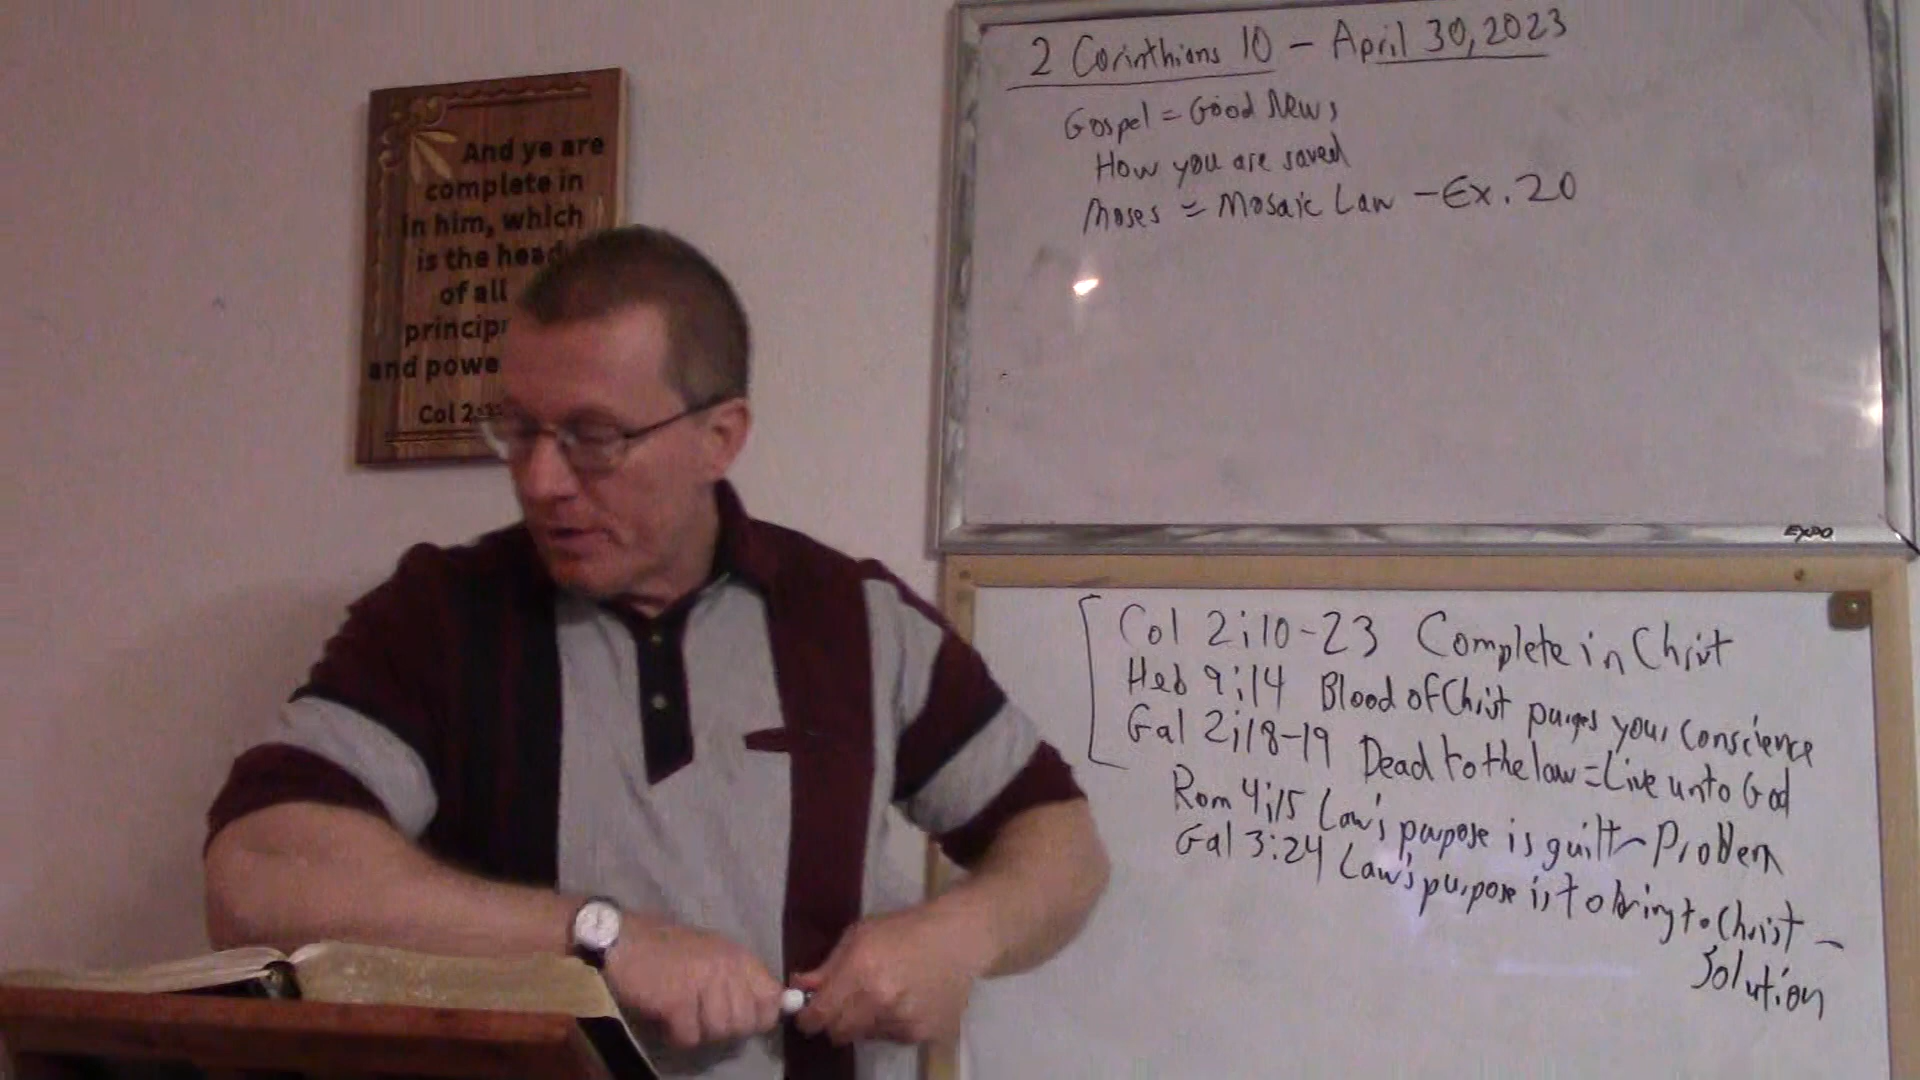 And ye are
complete in
in him, which
is the head
of all
princip
and powe
Col 2:
2 Corinthians 10 - April 30, 2023
Gospel = Good News
How you are saved
Moses = Mosaic Law - Ex. 20
EXPO
Col 2:10-23 Complete in Christ
Heb 9:14 Blood of Christ purges your conscience
Gal 2:18-19 Dead to the law = Live unto God
Rom 4:15 Law's purpose is guilt - Problem
Gal 3:24 Law's purpose is to bring to Christ -
Solution